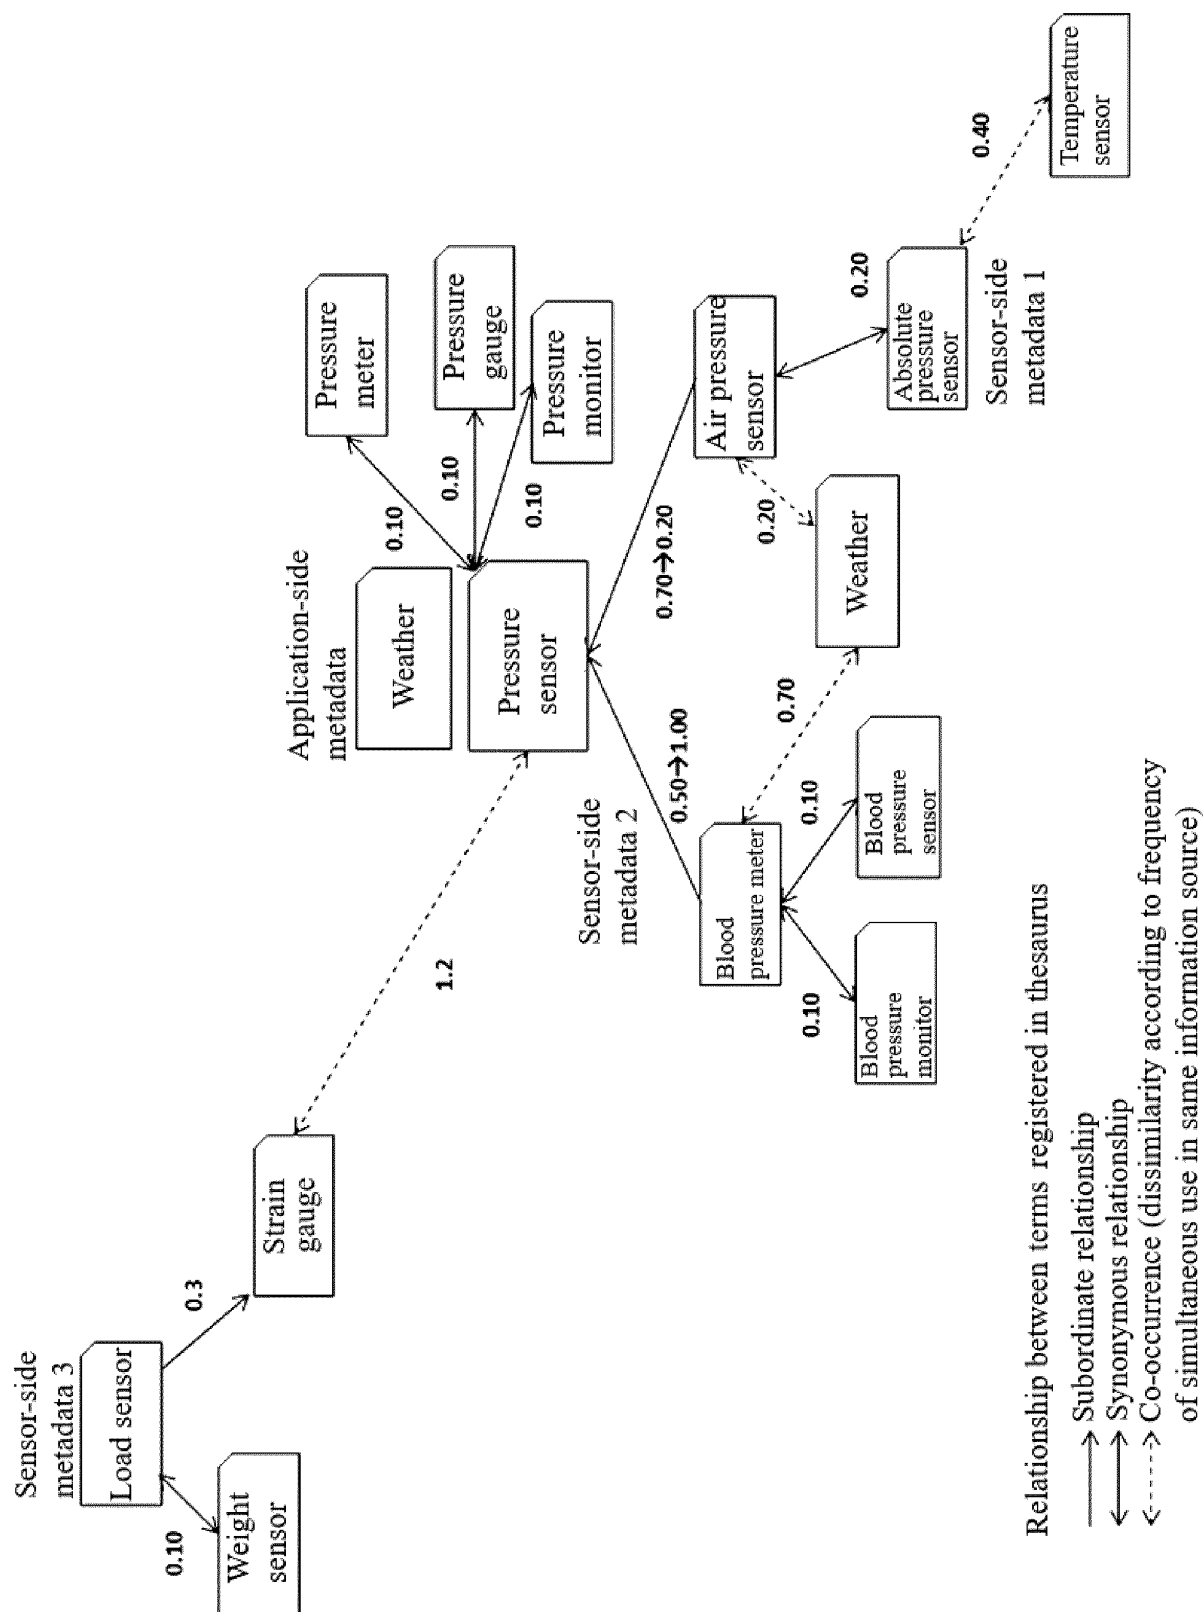 Sensor-side
metadata 3
Load sensor
0.10
Weight
sensor
0.3
Strain
gauge
1.2
Application-side
metadata
Weather
Pressure
sensor
0.10
Pressure
meter
0.10
Pressure
gauge
0.10
Pressure
monitor
Sensor-side
metadata 2
0.50→1.00
0.70→0.20
Blood
pressure meter
0.10
Blood
pressure
monitor
0.10
Blood
pressure
sensor
0.70
Weather
0.20
Air pressure
sensor
0.20
Absolute
pressure
sensor
Sensor-side
metadata 1
0.40
Temperature
sensor
Relationship between terms registered in thesaurus
Subordinate relationship
Synonymous relationship
Co-occurrence (dissimilarity according to frequency
of simultaneous use in same information source)